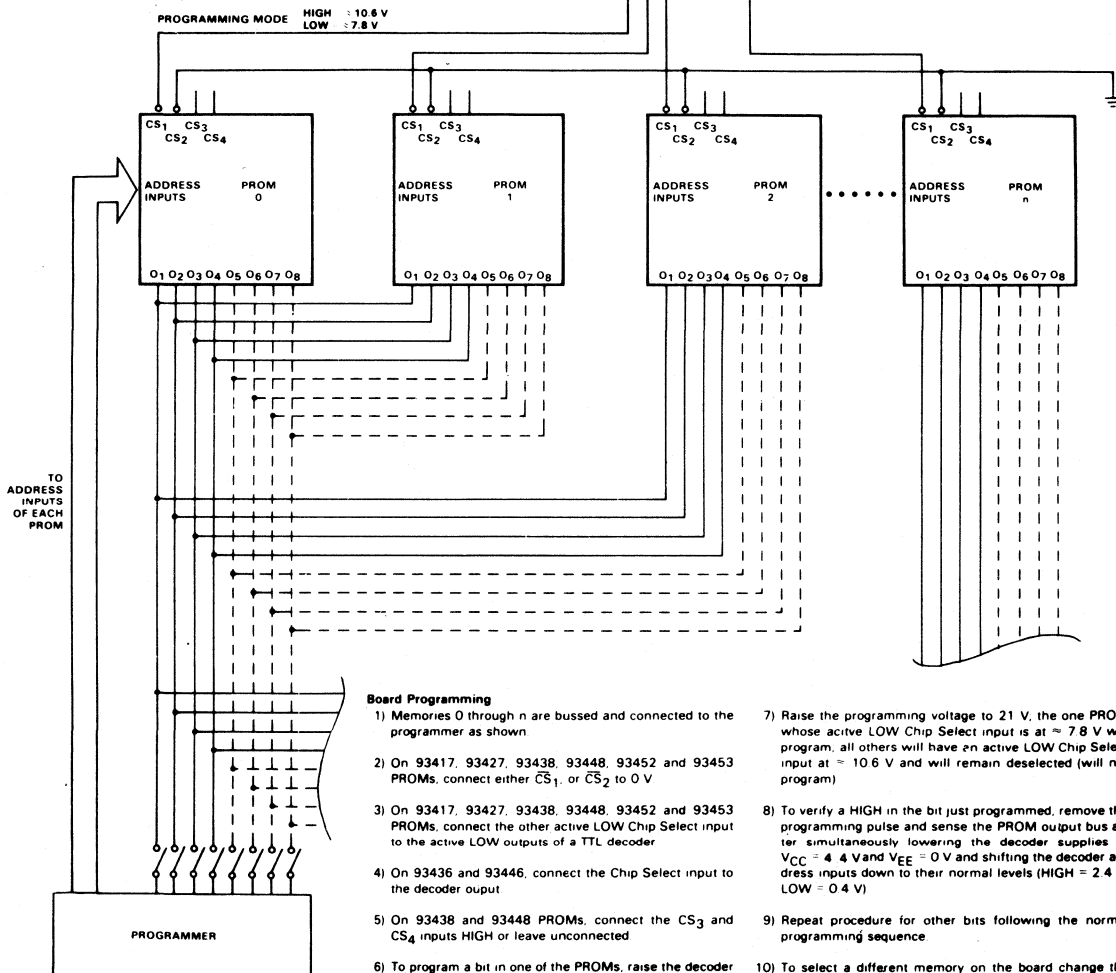 PROGRAMMING MODE HIGH ≈ 10.6 V
LOW ≈ 7.8 V
CS1 CS3
CS2 CS4
ADDRESS INPUTS
PROM 0
O1 O2 O3 O4 O5 O6 O7 O8
CS1 CS3
CS2 CS4
ADDRESS INPUTS
PROM 1
O1 O2 O3 O4 O5 O6 O7 O8
CS1 CS3
CS2 CS4
ADDRESS INPUTS
PROM 2
O1 O2 O3 O4 O5 O6 O7 O8
CS1 CS3
CS2 CS4
ADDRESS INPUTS
PROM n
O1 O2 O3 O4 O5 O6 O7 O8
TO
ADDRESS
INPUTS
OF EACH
PROM
PROGRAMMER
Board Programming
1) Memories 0 through n are bussed and connected to the
programmer as shown
2) On 93417, 93427, 93438, 93448, 93452 and 93453
PROMs, connect either C̅S̅1, or C̅S̅2 to 0 V
3) On 93417, 93427, 93438, 93448, 93452 and 93453
PROMs, connect the other active LOW Chip Select input
to the active LOW outputs of a TTL decoder
4) On 93436 and 93446, connect the Chip Select input to
the decoder ouput
5) On 93438 and 93448 PROMs, connect the CS3 and
CS4 inputs HIGH or leave unconnected
6) To program a bit in one of the PROMs, raise the decoder
7) Raise the programming voltage to 21 V, the one PRO
whose acitve LOW Chip Select input is at ≈ 7.8 V w
program, all others will have an active LOW Chip Sele
input at ≈ 10.6 V and will remain deselected (will n
program)
8) To verify a HIGH in the bit just programmed, remove t
programming pulse and sense the PROM output bus a
ter simultaneously lowering the decoder supplies
VCC = 4 4 Vand VEE = 0 V and shifting the decoder a
dress inputs down to their normal levels (HIGH = 2.4
LOW = 0 4 V)
9) Repeat procedure for other bits following the norm
programming sequence
10) To select a different memory on the board change t